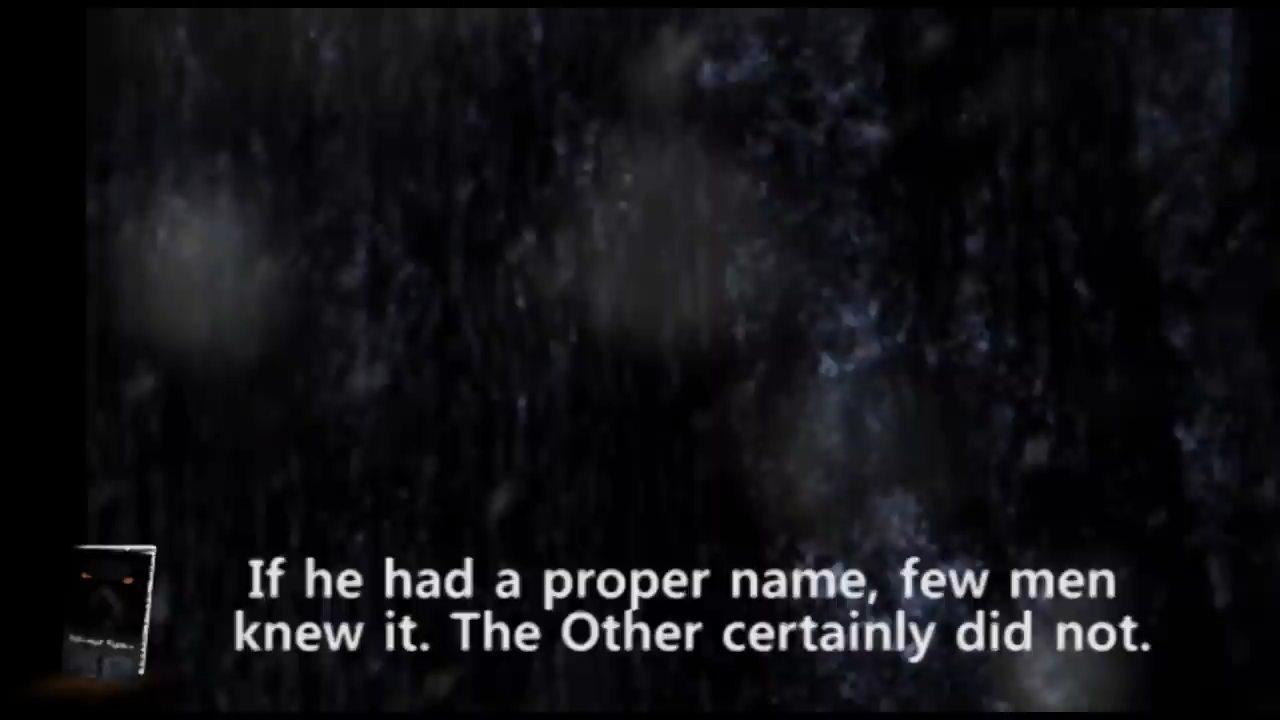 If he had a proper name, few men
knew it. The Other certainly did not.